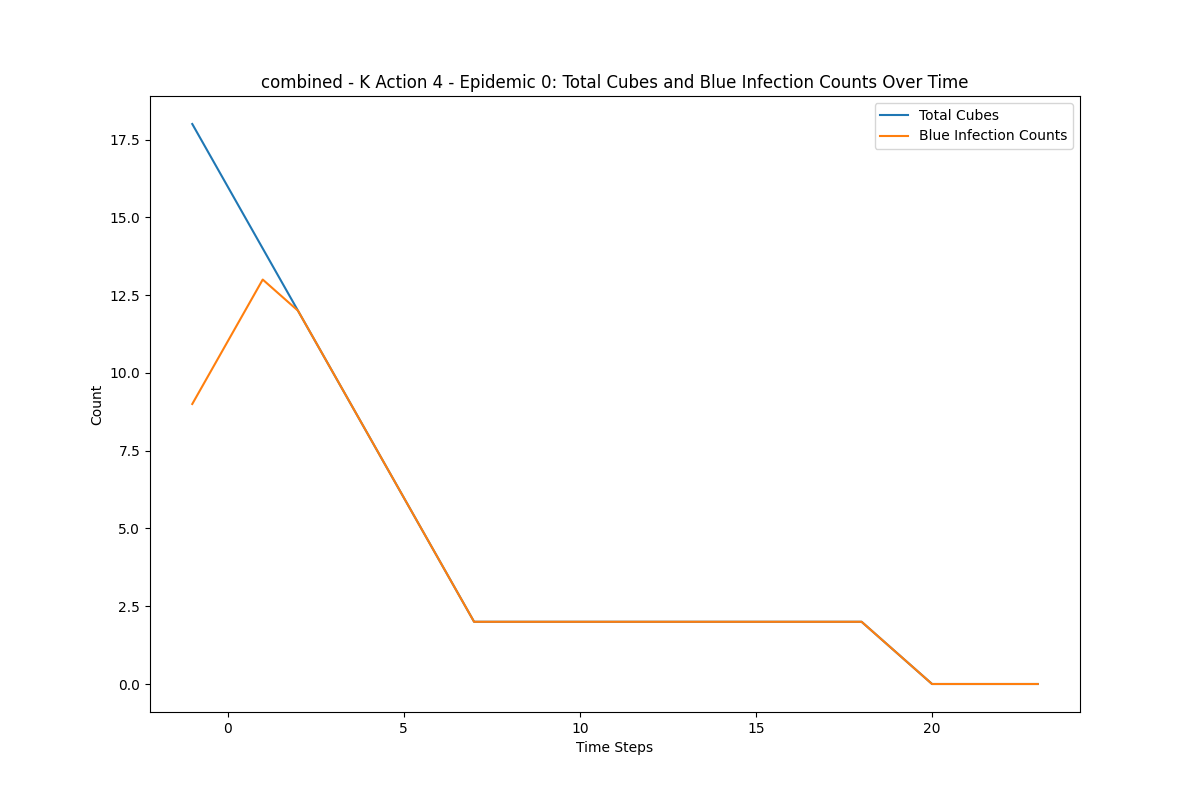 combined - K Action 4 - Epidemic 0: Total Cubes and Blue Infection Counts Over Time
Total Cubes
Blue Infection Counts
17.5
15.0
12.5
10.0
7.5
5.0
2.5
0.0
Count
0 5 10 15 20
Time Steps